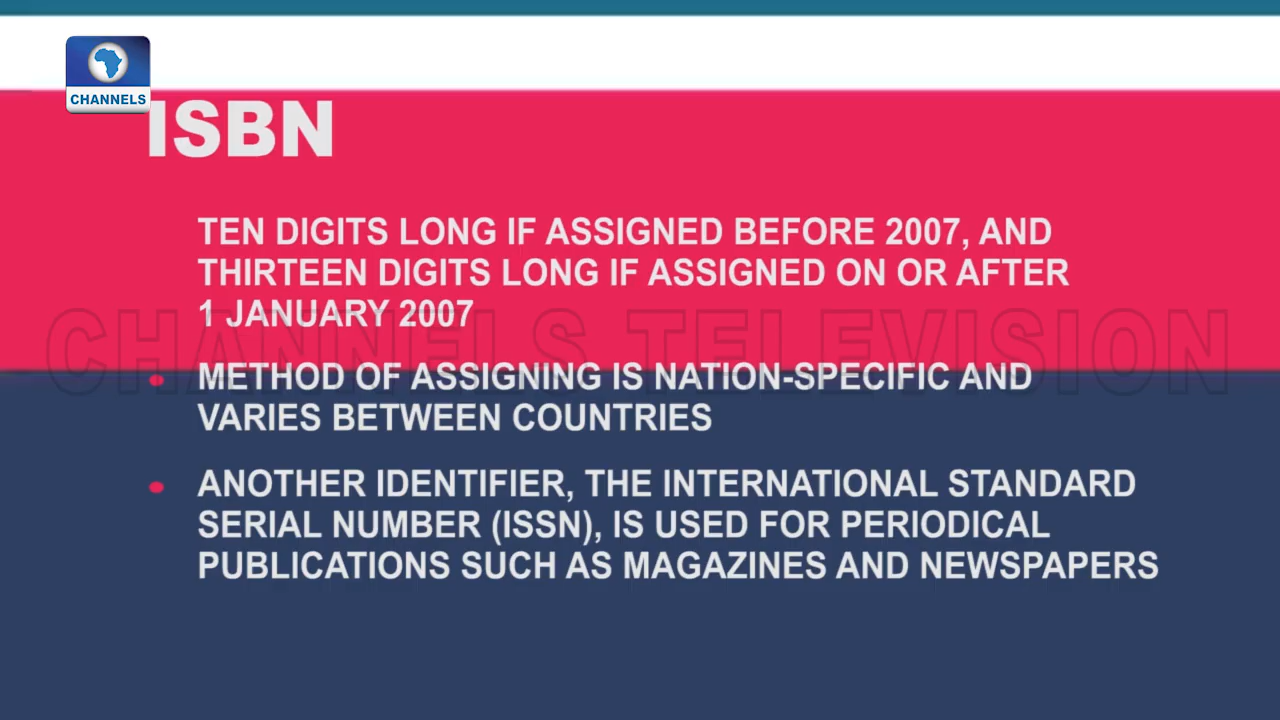 CHANNELS
ISBN
TEN DIGITS LONG IF ASSIGNED BEFORE 2007, AND
THIRTEEN DIGITS LONG IF ASSIGNED ON OR AFTER
1 JANUARY 2007
CHANNELS TELEVISION
METHOD OF ASSIGNING IS NATION-SPECIFIC AND
VARIES BETWEEN COUNTRIES
ANOTHER IDENTIFIER, THE INTERNATIONAL STANDARD
SERIAL NUMBER (ISSN), IS USED FOR PERIODICAL
PUBLICATIONS SUCH AS MAGAZINES AND NEWSPAPERS